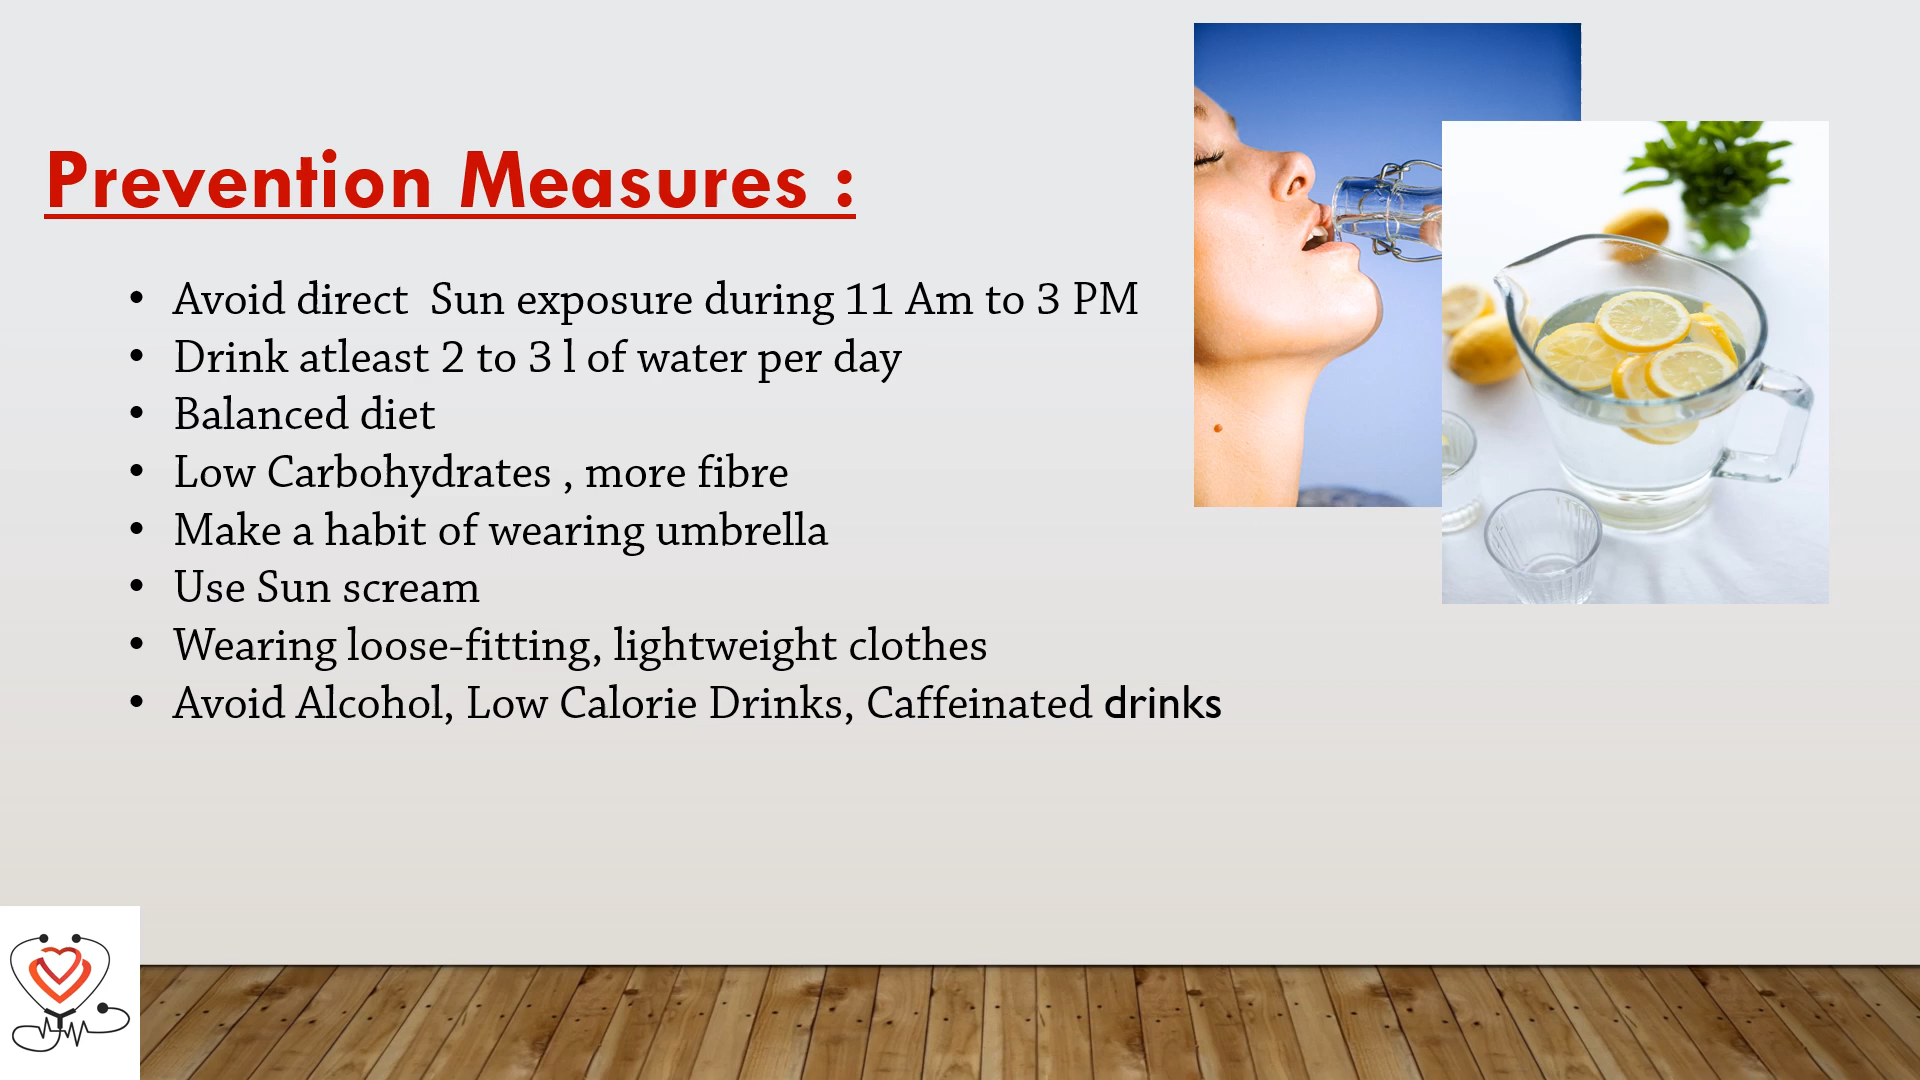 Prevention Measures :
• Avoid direct  Sun exposure during 11 Am to 3 PM
• Drink atleast 2 to 3 l of water per day
• Balanced diet
• Low Carbohydrates , more fibre
• Make a habit of wearing umbrella
• Use Sun scream
• Wearing loose-fitting, lightweight clothes
• Avoid Alcohol, Low Calorie Drinks, Caffeinated drinks